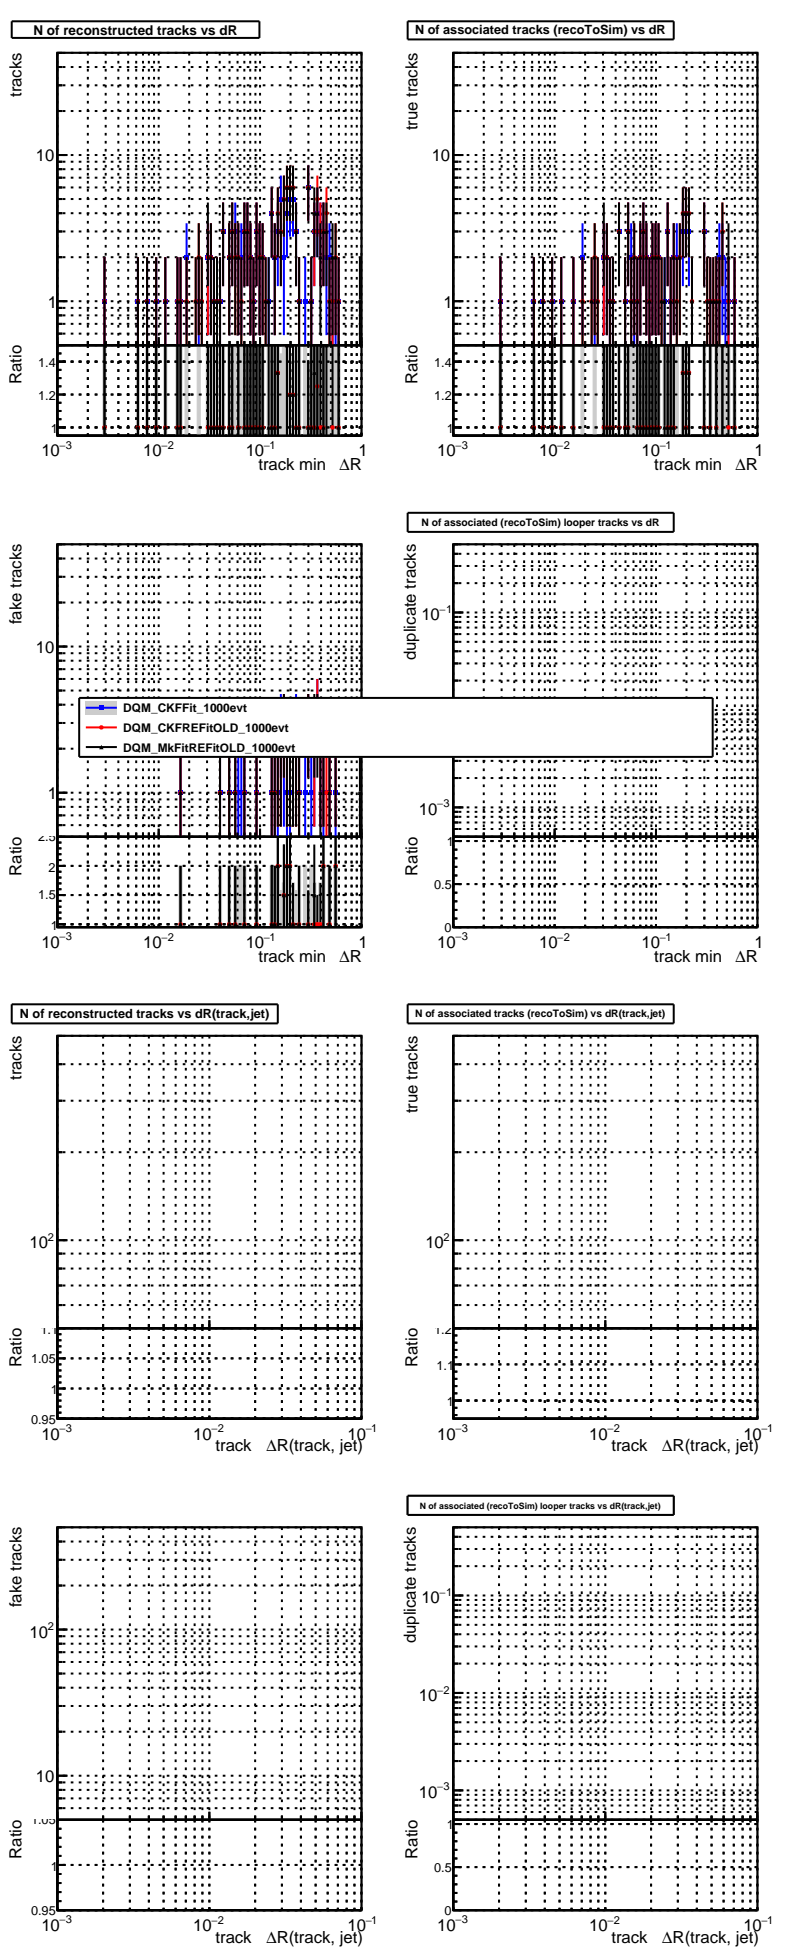 N of reconstructed tracks vs dR
N of associated tracks (recoToSim) vs dR
tracks
10
1
Ratio
1.4
1.2
1
10⁻³ 10⁻² 10⁻¹ 1
track min ΔR
true tracks
10
1
Ratio
1.4
1.2
1
10⁻³ 10⁻² 10⁻¹ 1
track min ΔR
N of associated (recoToSim) looper tracks vs dR
fake tracks
10
1
Ratio
2.5
2
1.5
1
10⁻³ 10⁻² 10⁻¹ 1
track min ΔR
duplicate tracks
10⁻¹
10⁻³
Ratio
1
0.5
0
10⁻³ 10⁻² 10⁻¹ 1
track min ΔR
DQM_CKFFit_1000evt
DQM_CKFREFitOLD_1000evt
DQM_MkFitREFitOLD_1000evt
N of reconstructed tracks vs dR(track,jet)
N of associated tracks (recoToSim) vs dR(track,jet)
tracks
10²
Ratio
1.1
1.05
1
0.95
10⁻³ 10⁻² 10⁻¹
track ΔR(track, jet)
true tracks
10²
Ratio
1.2
1.1
1
10⁻³ 10⁻² 10⁻¹
track ΔR(track, jet)
N of associated (recoToSim) looper tracks vs dR(track,jet)
fake tracks
10²
10
Ratio
1.05
1
0.95
10⁻³ 10⁻² 10⁻¹
track ΔR(track, jet)
duplicate tracks
10⁻¹
10⁻²
10⁻³
Ratio
1
0.5
0
10⁻³ 10⁻² 10⁻¹
track ΔR(track, jet)